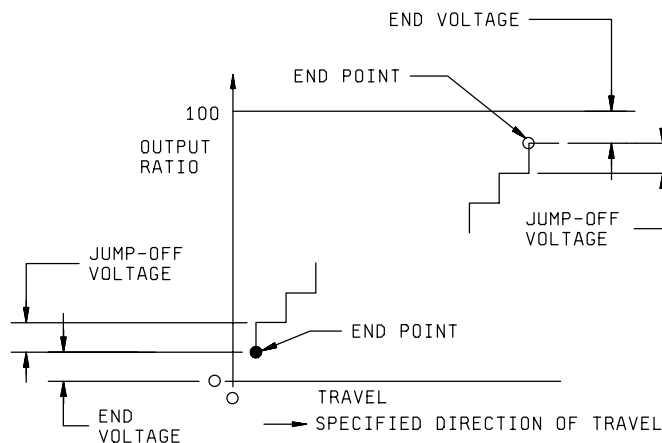 END VOLTAGE
END POINT
100
OUTPUT
RATIO
JUMP-OFF
VOLTAGE
JUMP-OFF
VOLTAGE
END POINT
TRAVEL
END
VOLTAGE
SPECIFIED DIRECTION OF TRAVEL